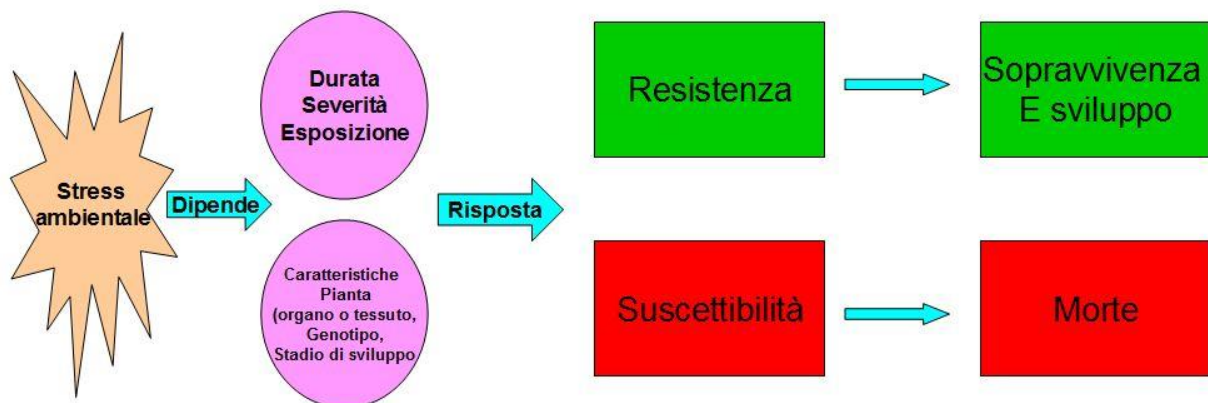 Stress
ambientale
Dipende
Durata
Severità
Esposizione
Caratteristiche
Pianta
(organo o tessuto,
Genotipo,
Stadio di sviluppo
Risposta
Resistenza
Sopravvivenza
E sviluppo
Suscettibilità
Morte